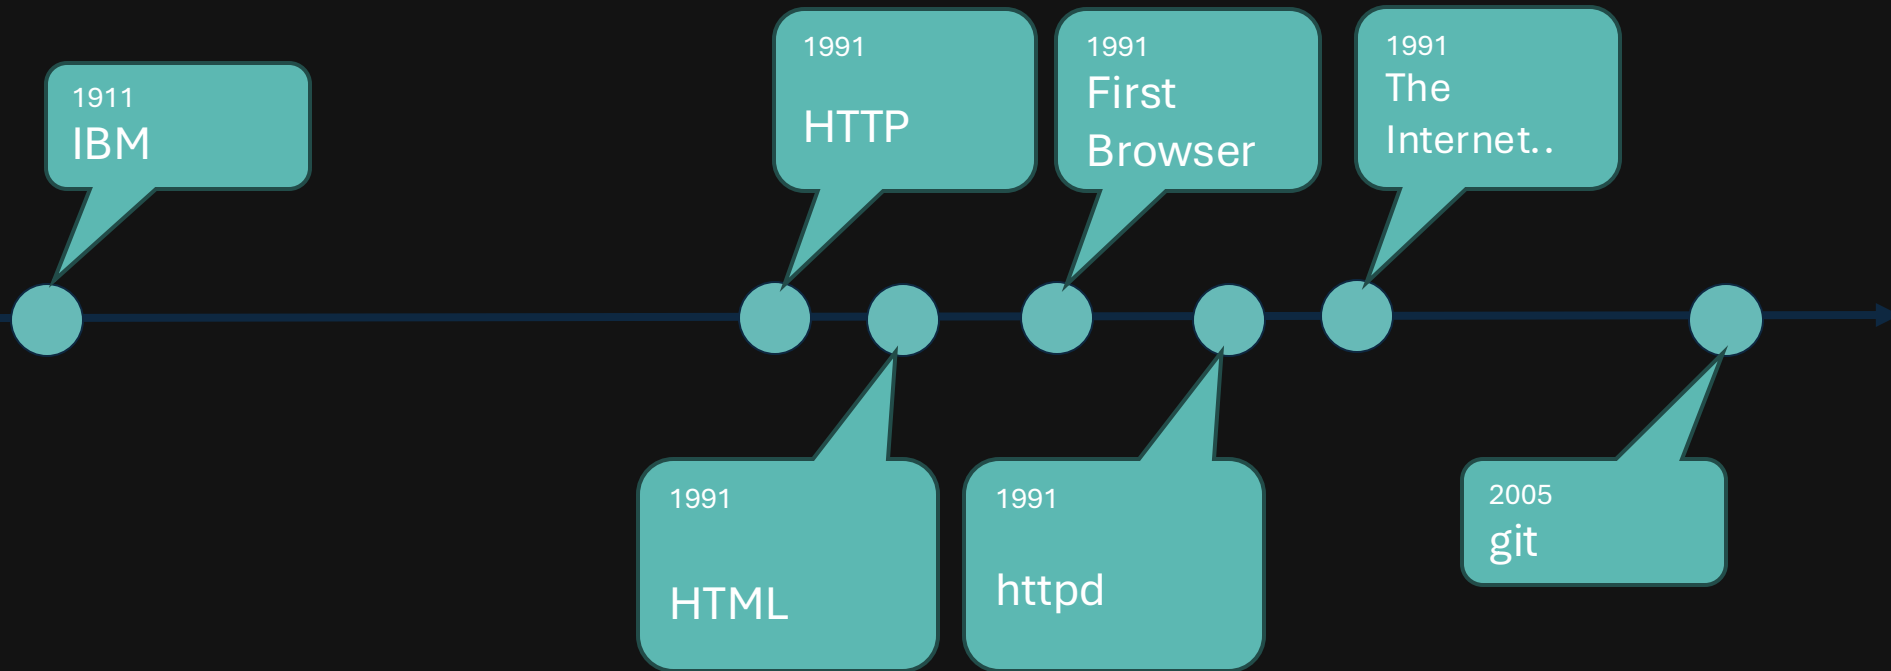 1911
IBM
1991
HTTP
1991
First
Browser
1991
The
Internet..
1991
HTML
1991
httpd
2005
git